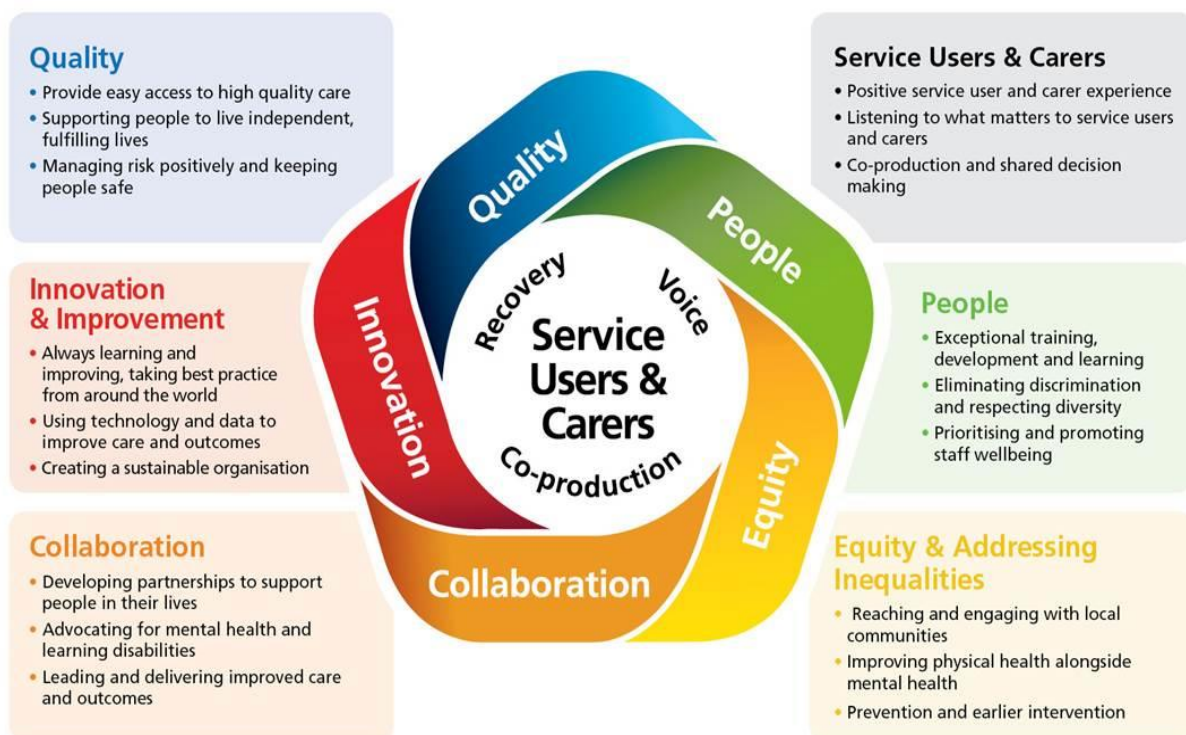 Quality
• Provide easy access to high quality care
• Supporting people to live independent,
fulfilling lives
• Managing risk positively and keeping
people safe
Innovation
& Improvement
• Always learning and
improving, taking best practice
from around the world
• Using technology and data to
improve care and outcomes
• Creating a sustainable organisation
Collaboration
• Developing partnerships to support
people in their lives
• Advocating for mental health and
learning disabilities
• Leading and delivering improved care
and outcomes
Quality
People
Equity
Collaboration
Innovation
Recovery
Voice
Service
Users &
Carers
Co-production
Service Users & Carers
• Positive service user and carer experience
• Listening to what matters to service users
and carers
• Co-production and shared decision
making
People
• Exceptional training,
development and learning
• Eliminating discrimination
and respecting diversity
• Prioritising and promoting
staff wellbeing
Equity & Addressing
Inequalities
• Reaching and engaging with local
communities
• Improving physical health alongside
mental health
• Prevention and earlier intervention